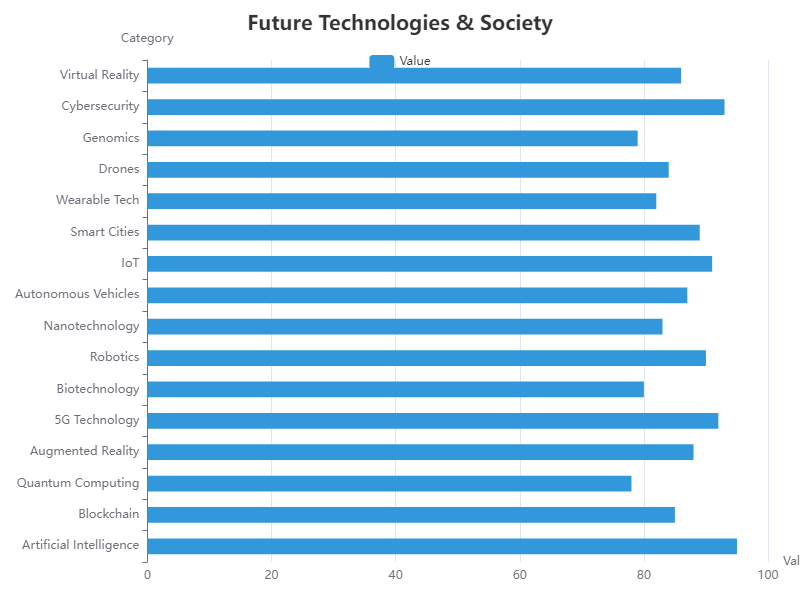 Future Technologies & Society
Category
Value
Virtual Reality
Cybersecurity
Genomics
Drones
Wearable Tech
Smart Cities
IoT
Autonomous Vehicles
Nanotechnology
Robotics
Biotechnology
5G Technology
Augmented Reality
Quantum Computing
Blockchain
Artificial Intelligence
Val
0 20 40 60 80 100